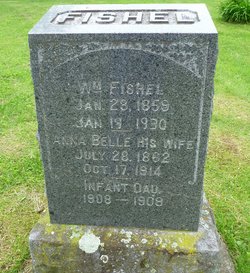 FISHEL
Wᴹ FISHEL
JAN. 28. 1859
JAN. 19. 1930
ANNA BELLE HIS WIFE
JULY 28. 1862
OCT. 17. 1914
INFANT DAU.
1908 — 1908